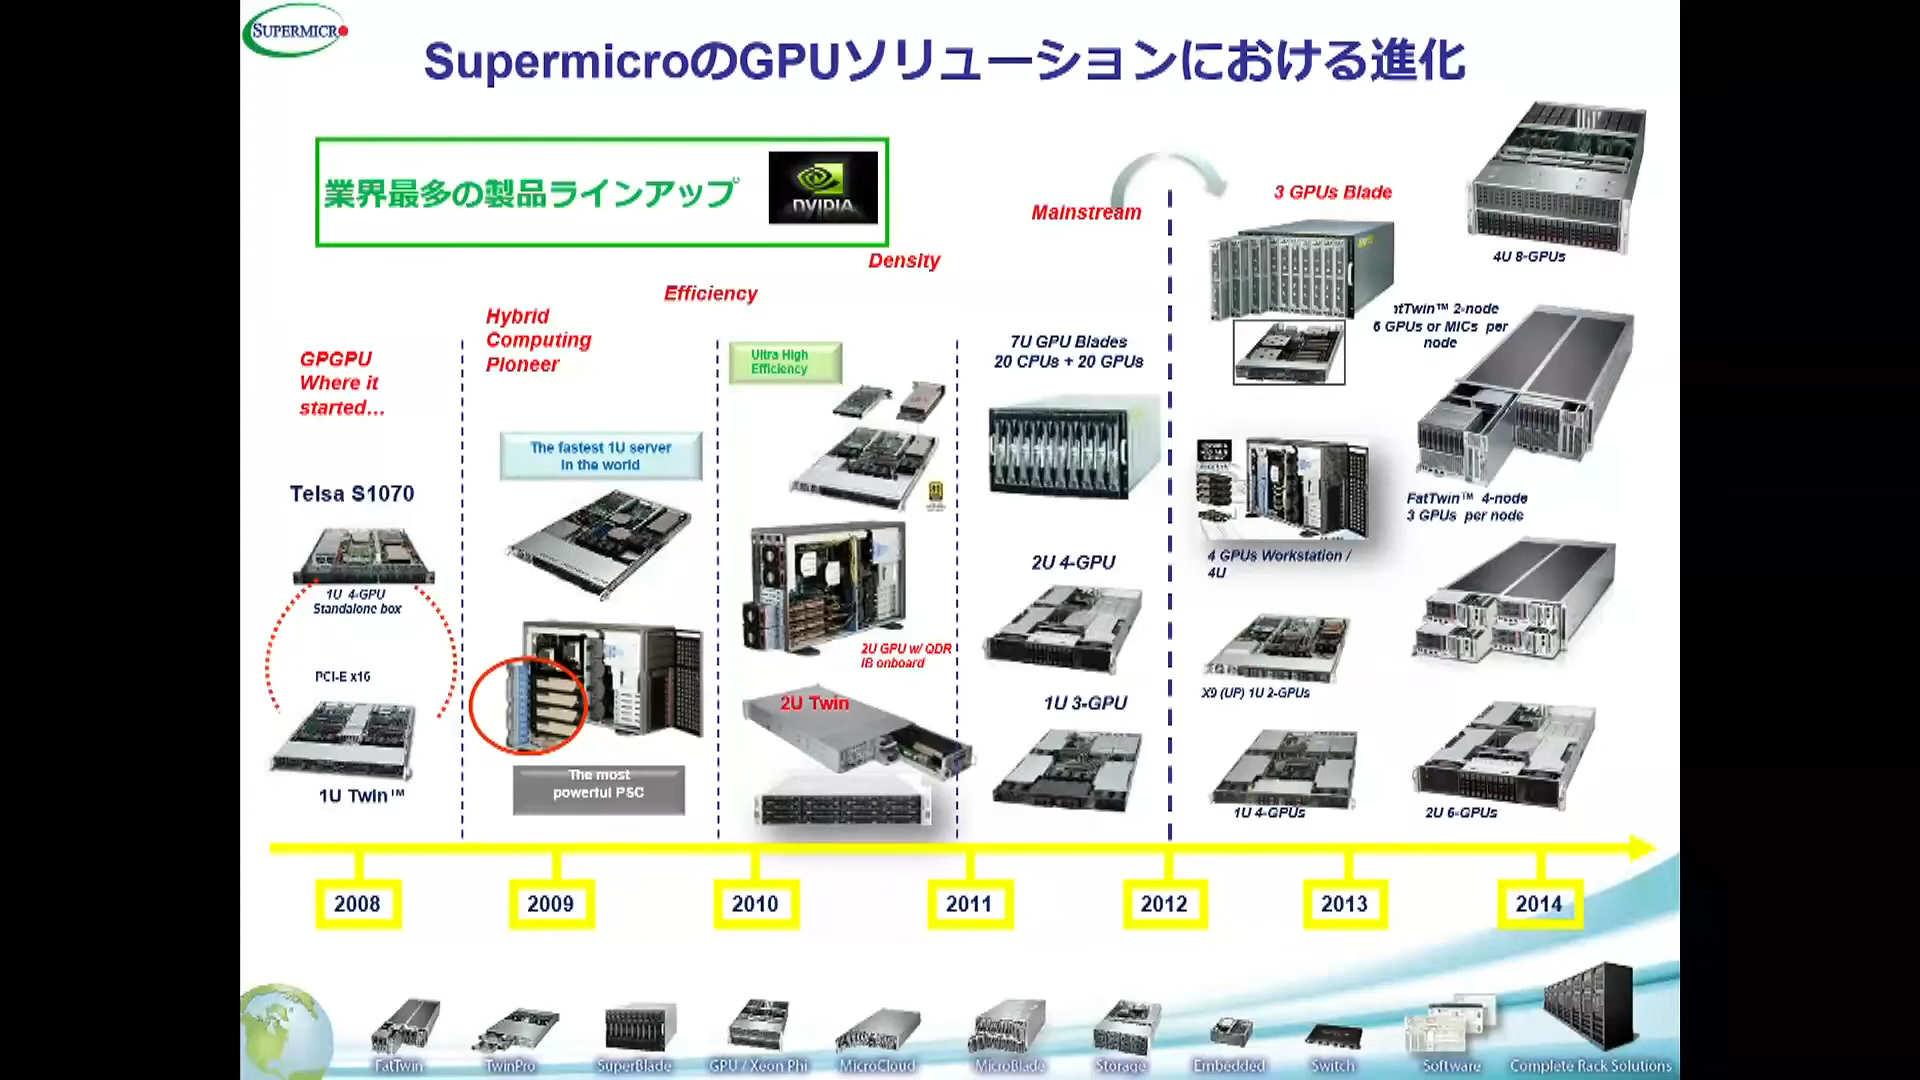 SUPERMICR
SupermicroのGPUソリューションにおける進化
業界最多の製品ラインアップ
NVIDIA
GPGPU
Where it
started…
Telsa S1070
1U 4-GPU
Standalone box
PCI-E x16
1U Twin™
Hybrid
Computing
Pioneer
The fastest 1U server
in the world
The most
powerful PSC
Efficiency
Ultra High
Efficiency
2U GPU w/ QDR
IB onboard
2U Twin
Density
7U GPU Blades
20 CPUs + 20 GPUs
2U 4-GPU
1U 3-GPU
Mainstream
3 GPUs Blade
4 GPUs Workstation /
4U
X9 (UP) 1U 2-GPUs
1U 4-GPUs
4U 8-GPUs
ntTwin™ 2-node
6 GPUs or MICs per
node
FatTwin™ 4-node
3 GPUs per node
2U 6-GPUs
2008
2009
2010
2011
2012
2013
2014
FatTwin
TwinPro
SuperBlade
GPU / Xeon Phi
MicroCloud
MicroBlade
Storage
Embedded
Switch
Software
Complete Rack Solutions